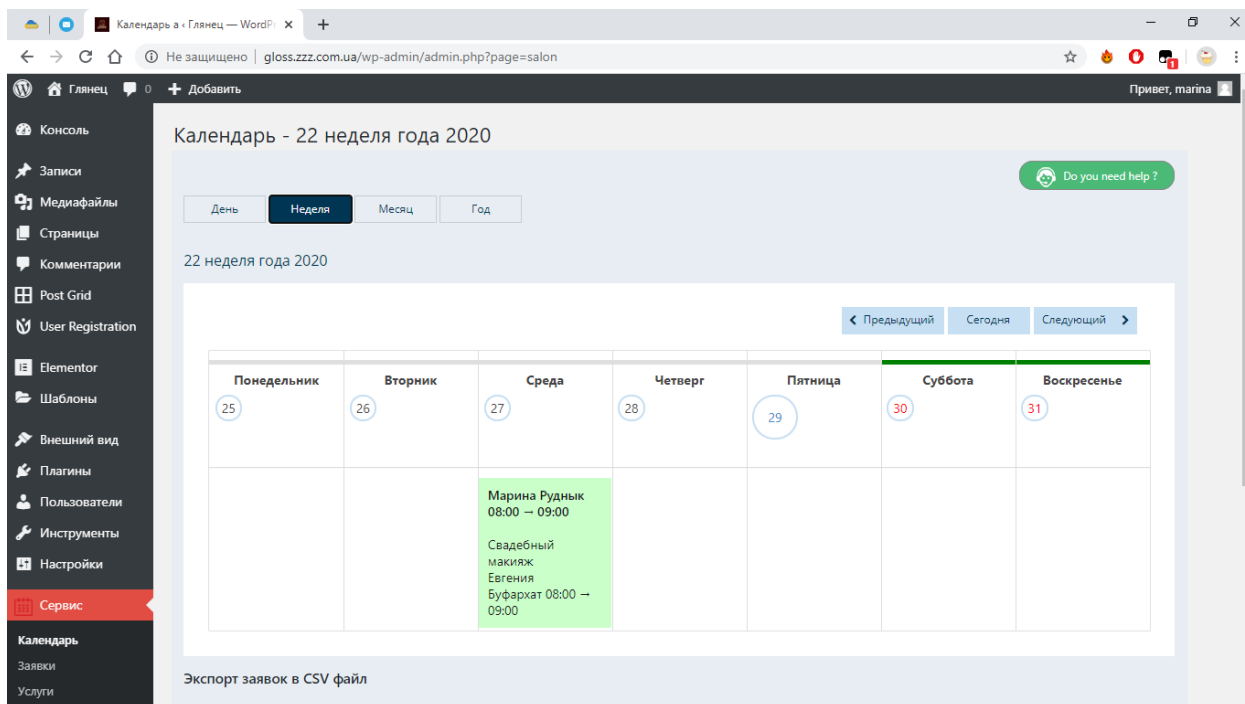 Календарь а ‹ Глянец — WordPr
Не защищено | gloss.zzz.com.ua/wp-admin/admin.php?page=salon
1
Глянец
0
Добавить
Привет, marina
Консоль
Записи
Медиафайлы
Страницы
Комментарии
Post Grid
User Registration
Elementor
Шаблоны
Внешний вид
Плагины
Пользователи
Инструменты
Настройки
Сервис
Календарь
Заявки
Услуги
Календарь - 22 неделя года 2020
Do you need help ?
День
Неделя
Месяц
Год
22 неделя года 2020
Предыдущий
Сегодня
Следующий
Понедельник
Вторник
Среда
Четверг
Пятница
Суббота
Воскресенье
25
26
27
28
29
30
31
Марина Руднык
08:00 → 09:00
Свадебный
макияж
Евгения
Буфархат 08:00 →
09:00
Экспорт заявок в CSV файл